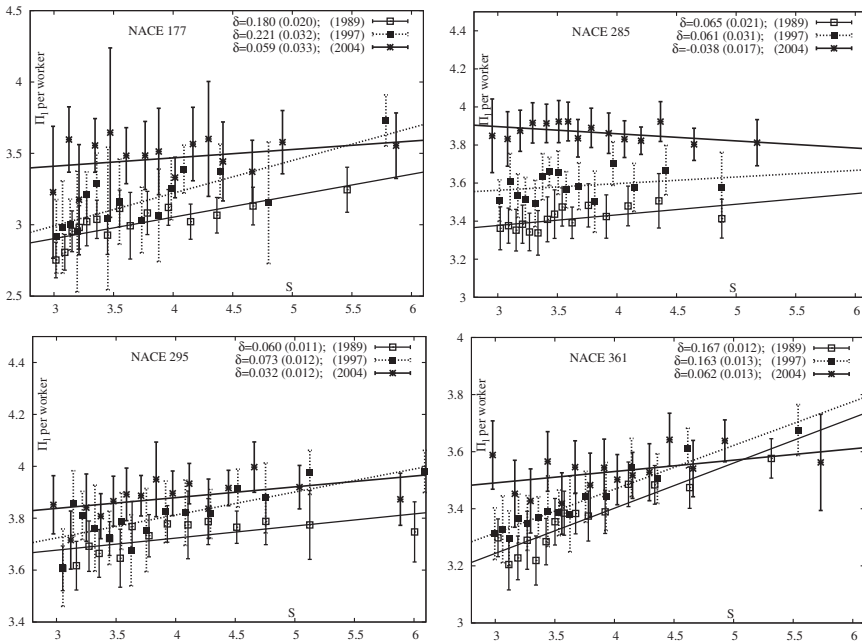 NACE 177
δ=0.180 (0.020); (1989)
δ=0.221 (0.032); (1997)
δ=0.059 (0.033); (2004)
Π_l per worker
4.5
4
3.5
3
2.5
3
3.5
4
4.5
5
5.5
6
S
NACE 285
δ=0.065 (0.021); (1989)
δ=0.061 (0.031); (1997)
δ=-0.038 (0.017); (2004)
Π_l per worker
4.4
4.2
4
3.8
3.6
3.4
3.2
3
3
3.5
4
4.5
5
5.5
6
S
NACE 295
δ=0.060 (0.011); (1989)
δ=0.073 (0.012); (1997)
δ=0.032 (0.012); (2004)
Π_l per worker
4.4
4.2
4
3.8
3.6
3.4
3
3.5
4
4.5
5
5.5
6
S
NACE 361
δ=0.167 (0.012); (1989)
δ=0.163 (0.013); (1997)
δ=0.062 (0.013); (2004)
Π_l per worker
4
3.8
3.6
3.4
3.2
3
3
3.5
4
4.5
5
5.5
6
S